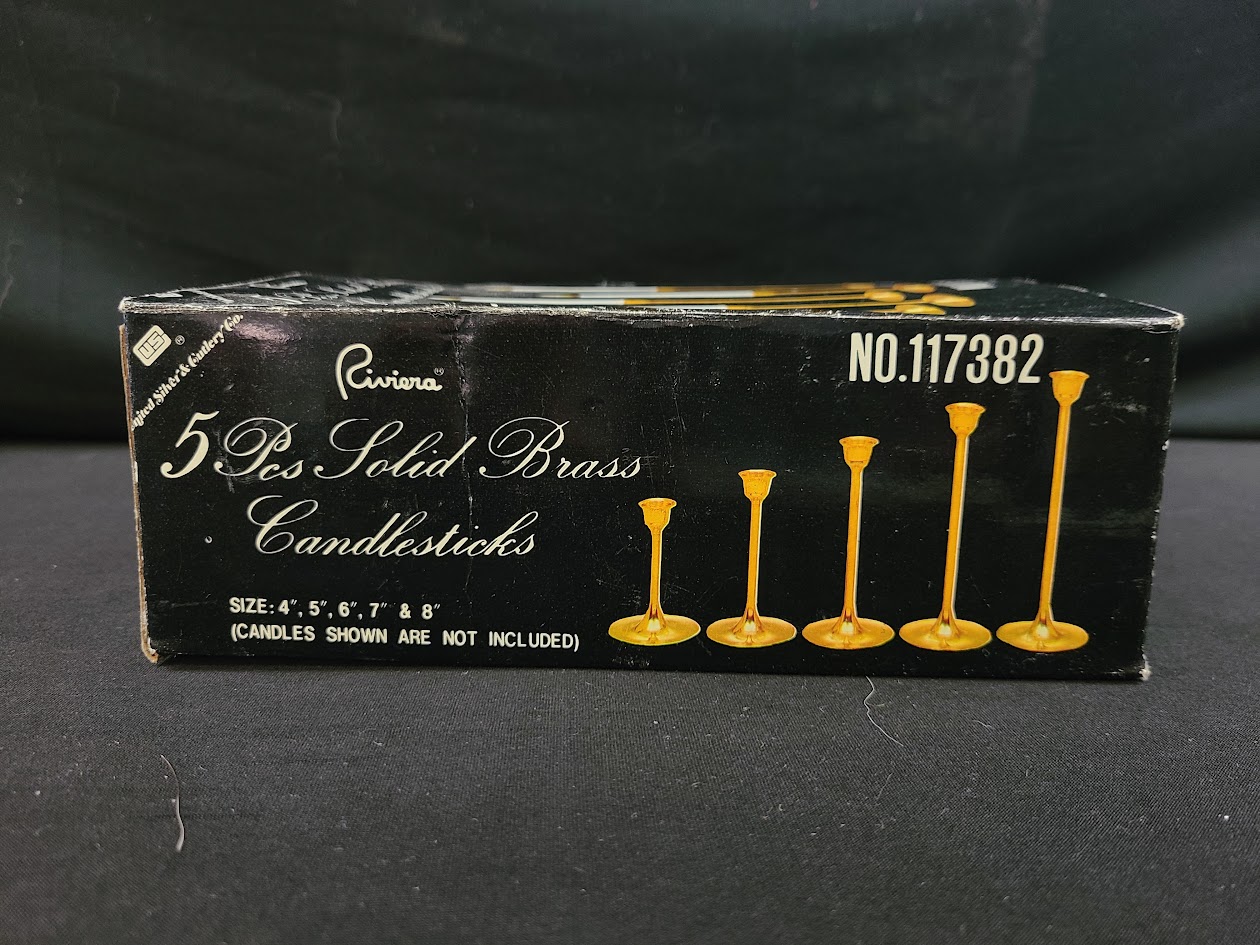 US®
Silver & Cutlery Co.
Riviera®
NO.117382
5 Pcs Solid Brass
Candlesticks
SIZE: 4", 5", 6", 7" & 8"
(CANDLES SHOWN ARE NOT INCLUDED)